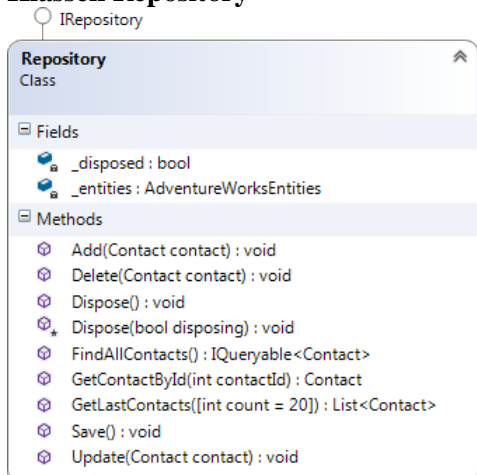 IRepository
Repository
Class
Fields
_disposed : bool
_entities : AdventureWorksEntities
Methods
Add(Contact contact) : void
Delete(Contact contact) : void
Dispose() : void
Dispose(bool disposing) : void
FindAllContacts() : IQueryable<Contact>
GetContactById(int contactId) : Contact
GetLastContacts([int count = 20]) : List<Contact>
Save() : void
Update(Contact contact) : void